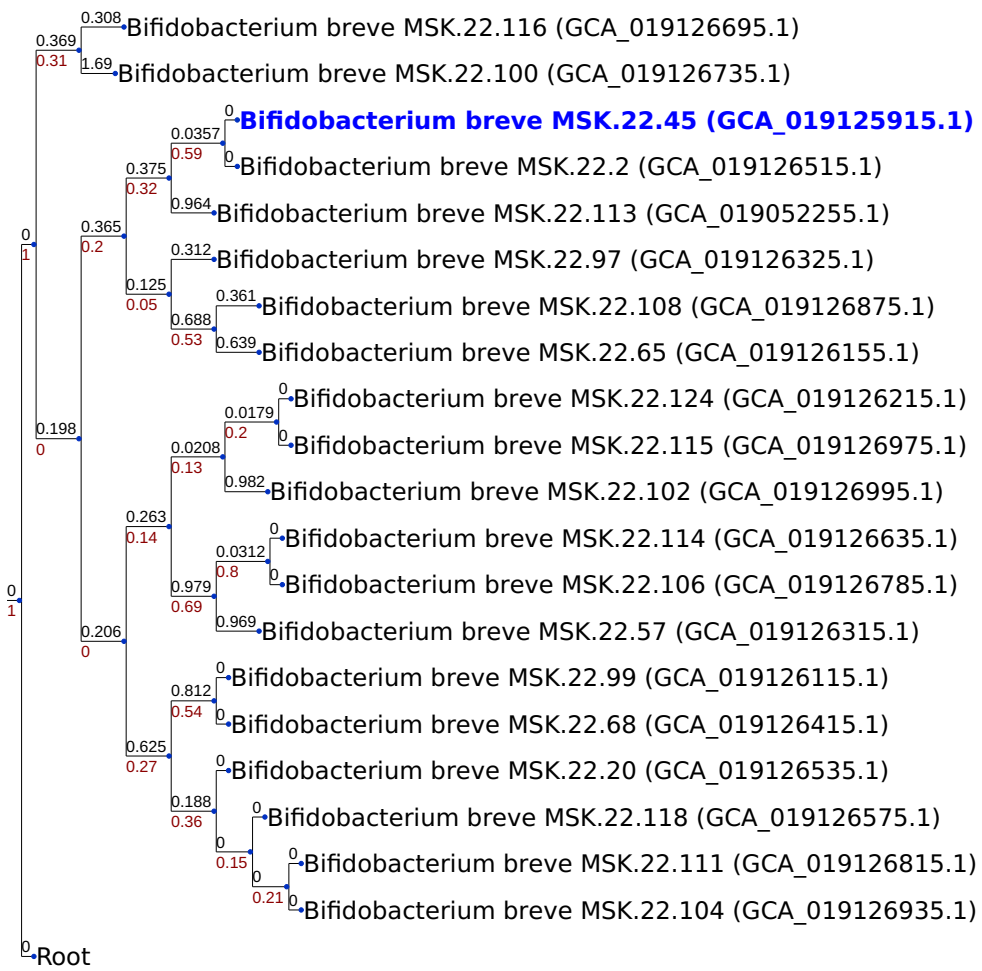 0.308
Bifidobacterium breve MSK.22.116 (GCA_019126695.1)
0.369
0.31
1.69
Bifidobacterium breve MSK.22.100 (GCA_019126735.1)
0
Bifidobacterium breve MSK.22.45 (GCA_019125915.1)
0.0357
0.59
0
Bifidobacterium breve MSK.22.2 (GCA_019126515.1)
0.375
0.32
0.964
Bifidobacterium breve MSK.22.113 (GCA_019052255.1)
0.365
0.2
0
1
0.312
Bifidobacterium breve MSK.22.97 (GCA_019126325.1)
0.125
0.05
0.361
Bifidobacterium breve MSK.22.108 (GCA_019126875.1)
0.688
0.53
0.639
Bifidobacterium breve MSK.22.65 (GCA_019126155.1)
0
Bifidobacterium breve MSK.22.124 (GCA_019126215.1)
0.0179
0.2
0.198
0
0
Bifidobacterium breve MSK.22.115 (GCA_019126975.1)
0.0208
0.13
0.982
Bifidobacterium breve MSK.22.102 (GCA_019126995.1)
0.263
0.14
0
Bifidobacterium breve MSK.22.114 (GCA_019126635.1)
0.0312
0.8
0
Bifidobacterium breve MSK.22.106 (GCA_019126785.1)
0.979
0.69
0
1
0.969
Bifidobacterium breve MSK.22.57 (GCA_019126315.1)
0.206
0
0
Bifidobacterium breve MSK.22.99 (GCA_019126115.1)
0.812
0.54
0
Bifidobacterium breve MSK.22.68 (GCA_019126415.1)
0.625
0.27
0
Bifidobacterium breve MSK.22.20 (GCA_019126535.1)
0.188
0.36
0
Bifidobacterium breve MSK.22.118 (GCA_019126575.1)
0
0.15
0
Bifidobacterium breve MSK.22.111 (GCA_019126815.1)
0
0.21
0
Bifidobacterium breve MSK.22.104 (GCA_019126935.1)
0
Root